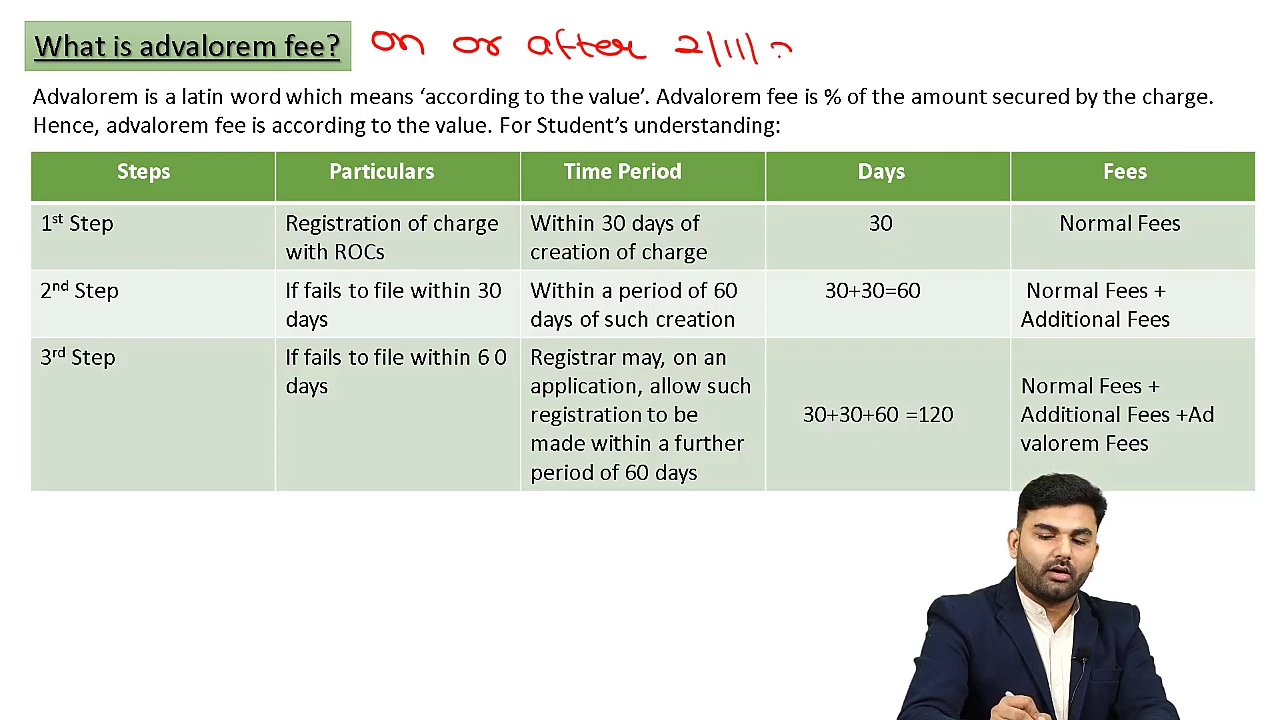 What is advalorem fee? on or after 2/11/2
Advalorem is a latin word which means ‘according to the value’. Advalorem fee is % of the amount secured by the charge.
Hence, advalorem fee is according to the value. For Student’s understanding:
Steps Particulars Time Period Days Fees
1st Step Registration of charge Within 30 days of 30 Normal Fees
with ROCs creation of charge
2nd Step If fails to file within 30 Within a period of 60 30+30=60 Normal Fees +
days days of such creation Additional Fees
3rd Step If fails to file within 6 0 Registrar may, on an
days application, allow such Normal Fees +
registration to be 30+30+60 =120 Additional Fees +Ad
made within a further valorem Fees
period of 60 days